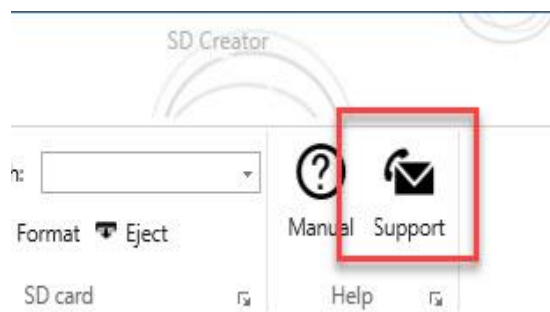 SD Creator
n:
Manual Support
Format Eject
SD card Help